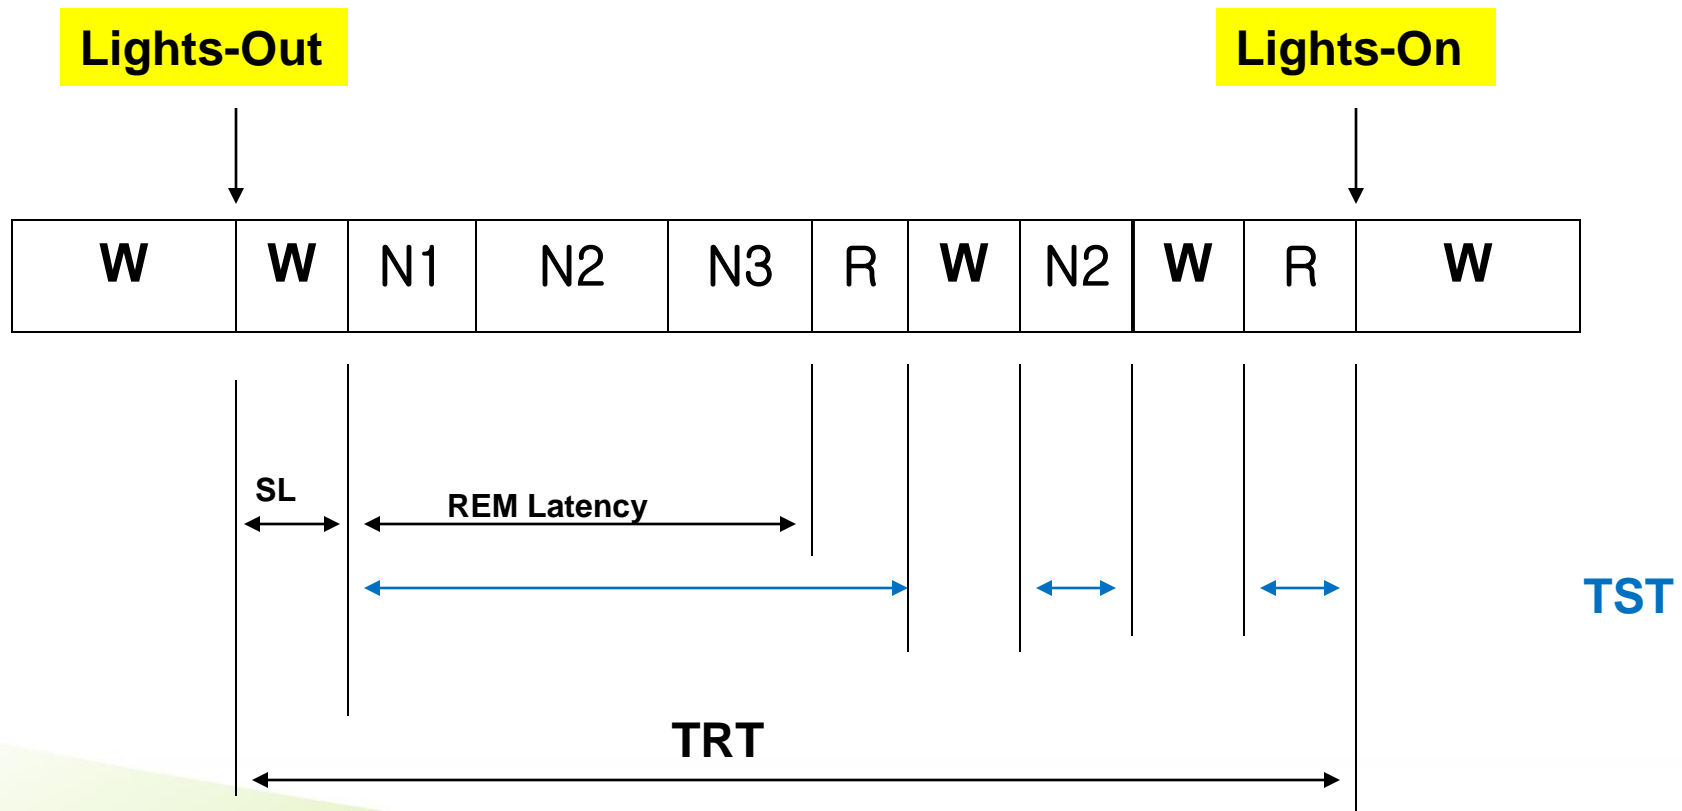 Lights-Out
Lights-On
W W N1 N2 N3 R W N2 W R W
SL
REM Latency
TST
TRT